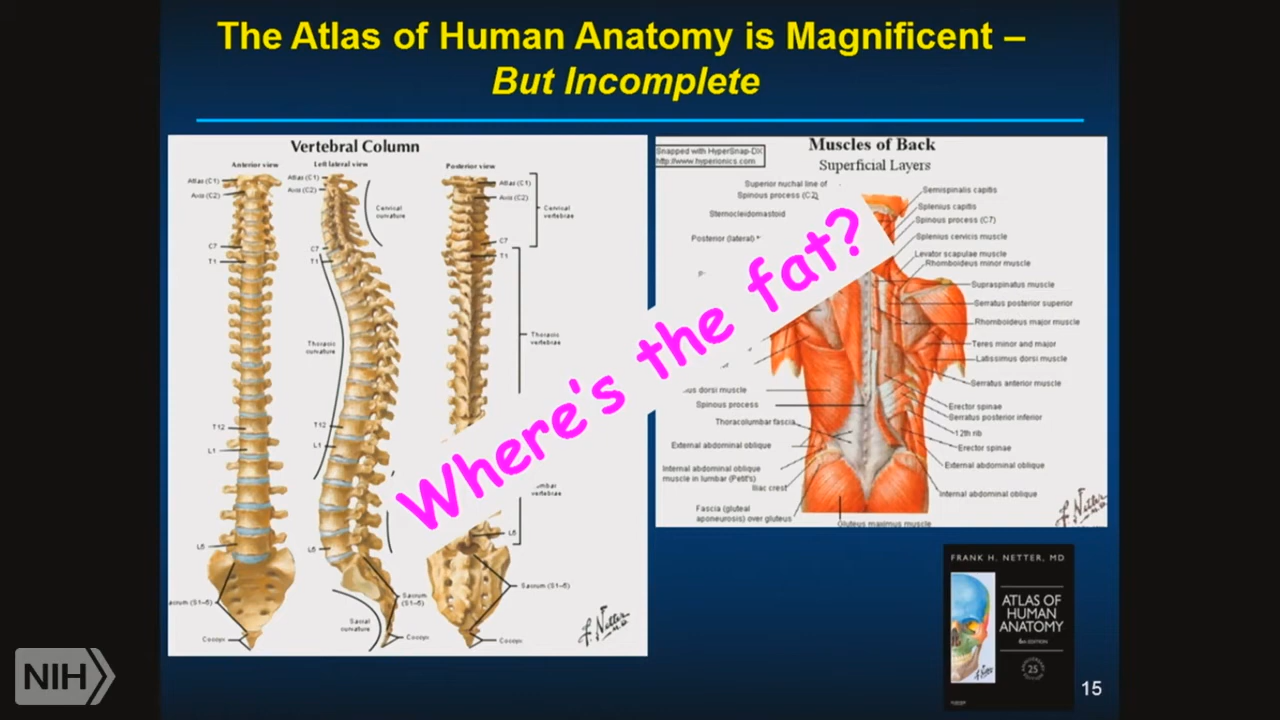 The Atlas of Human Anatomy is Magnificent –
But Incomplete
Vertebral Column
Anterior view
Left lateral view
Posterior view
Atlas (C1)
Axis (C2)
C7
T1
T12
L1
L5
Sacrum (S1–5)
Coccyx
Atlas (C1)
Axis (C2)
Cervical
curvature
C7
T1
Thoracic
curvature
T12
L1
L5
Sacrum
(S1–5)
Sacral
curvature
Coccyx
Atlas (C1)
Axis (C2)
Cervical
vertebrae
C7
T1
Thoracic
vertebrae
vertebrae
L5
Sacrum (S1–5)
Coccyx
F. Netter M.D.
Where's the fat?
Muscles of Back
Superficial Layers
Snapped with HyperSnap-DX
http://www.hyperionics.com
Superior nuchal line of
Spinous process (C2)
Sternocleidomastoid
Posterior (lateral)
us dorsi muscle
Spinous process
Thoracolumbar fascia
External abdominal oblique
Internal abdominal oblique
muscle in lumbar (Petit's)
Iliac crest
Fascia (gluteal
aponeurosis) over gluteus
Semispinalis capitis
Splenius capitis
Spinous process (C7)
Splenius cervicis muscle
Levator scapulae muscle
Rhomboideus minor muscle
Supraspinatus muscle
Serratus posterior superior
Rhomboideus major muscle
Teres minor and major
Latissimus dorsi muscle
Serratus anterior muscle
Erector spinae
Serratus posterior inferior
12th rib
Erector spinae
External abdominal oblique
Internal abdominal oblique
Gluteus maximus muscle
F. Netter M.D.
FRANK H. NETTER, MD
ATLAS OF
HUMAN
ANATOMY
6th EDITION
25
15
NIH